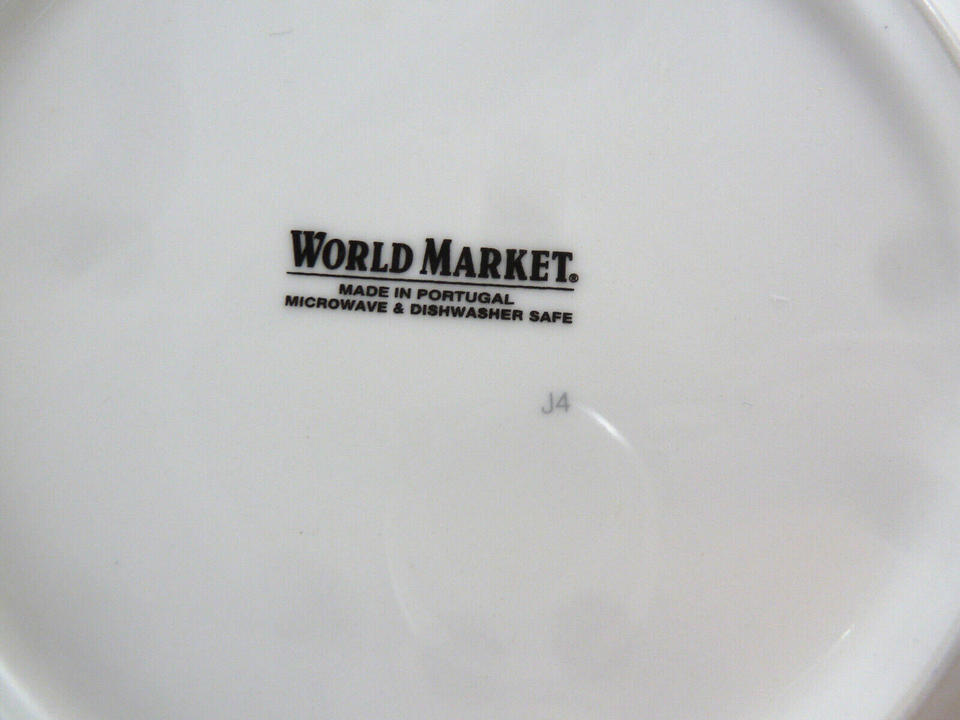 WORLD MARKET®
MADE IN PORTUGAL
MICROWAVE & DISHWASHER SAFE
J4